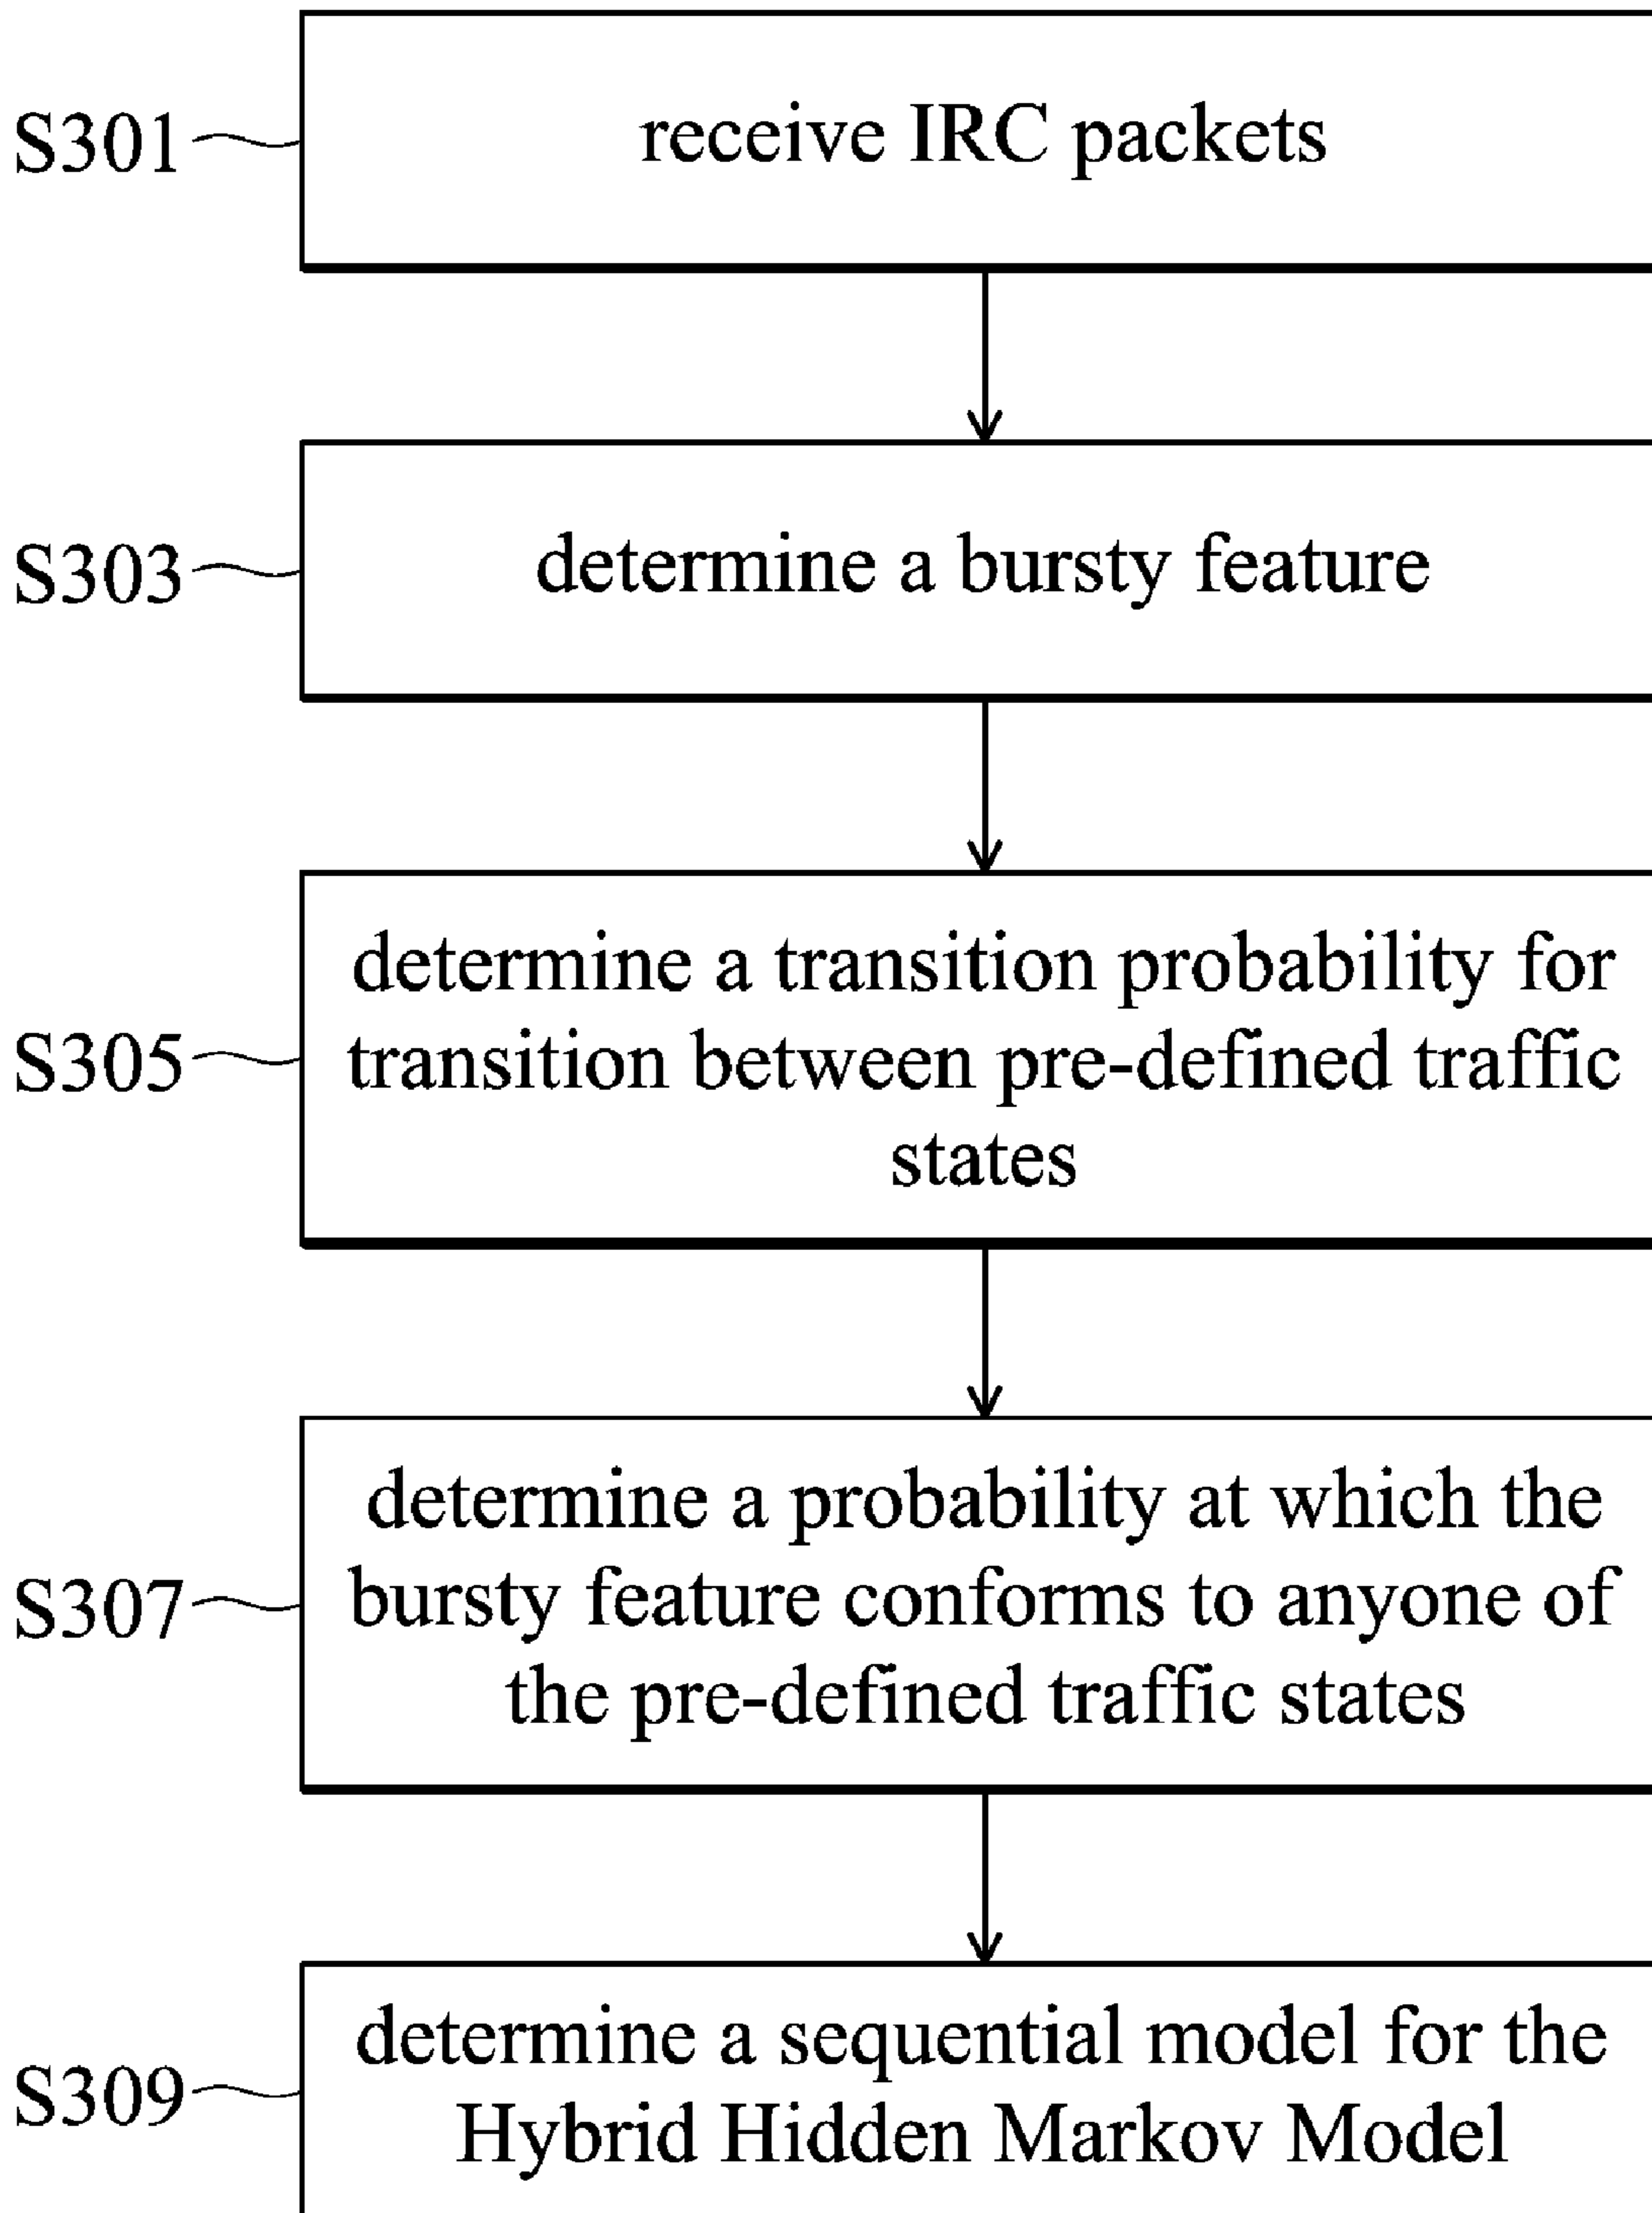 S301
receive IRC packets
S303
determine a bursty feature
S305
determine a transition probability for
transition between pre-defined traffic
states
S307
determine a probability at which the
bursty feature conforms to anyone of
the pre-defined traffic states
S309
determine a sequential model for the
Hybrid Hidden Markov Model